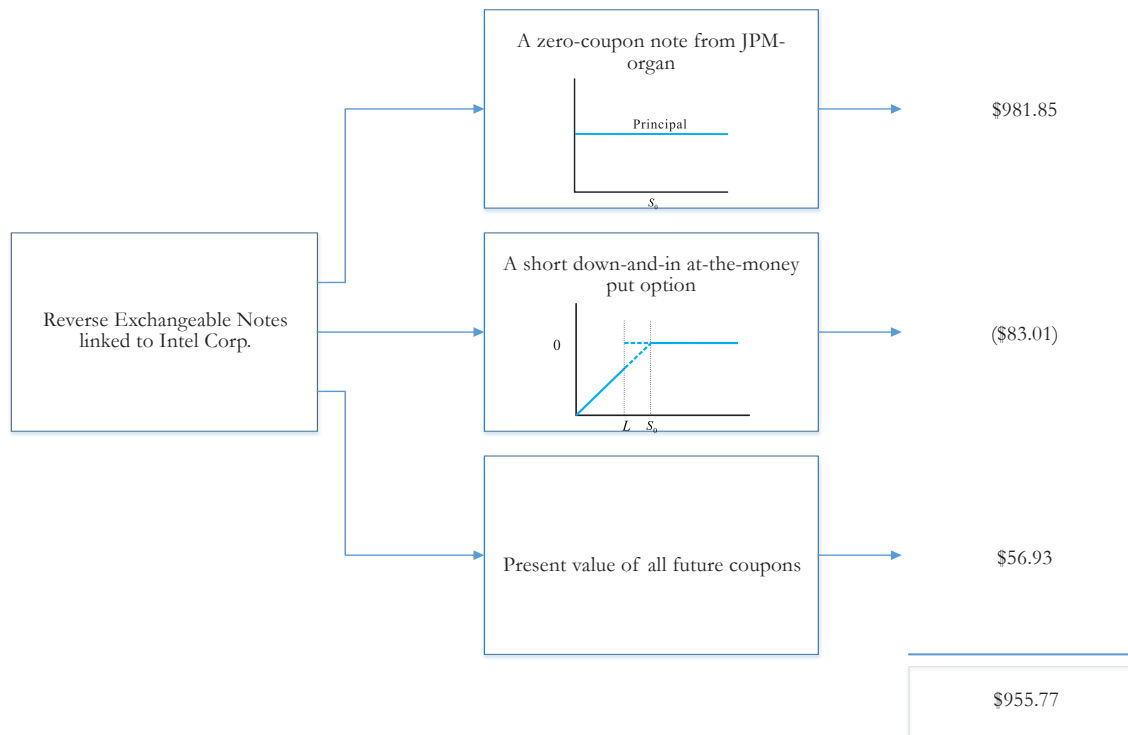 A zero-coupon note from JPM-
organ
Principal
S₀
$981.85
Reverse Exchangeable Notes
linked to Intel Corp.
A short down-and-in at-the-money
put option
0
L S₀
($83.01)
Present value of all future coupons
$56.93
$955.77